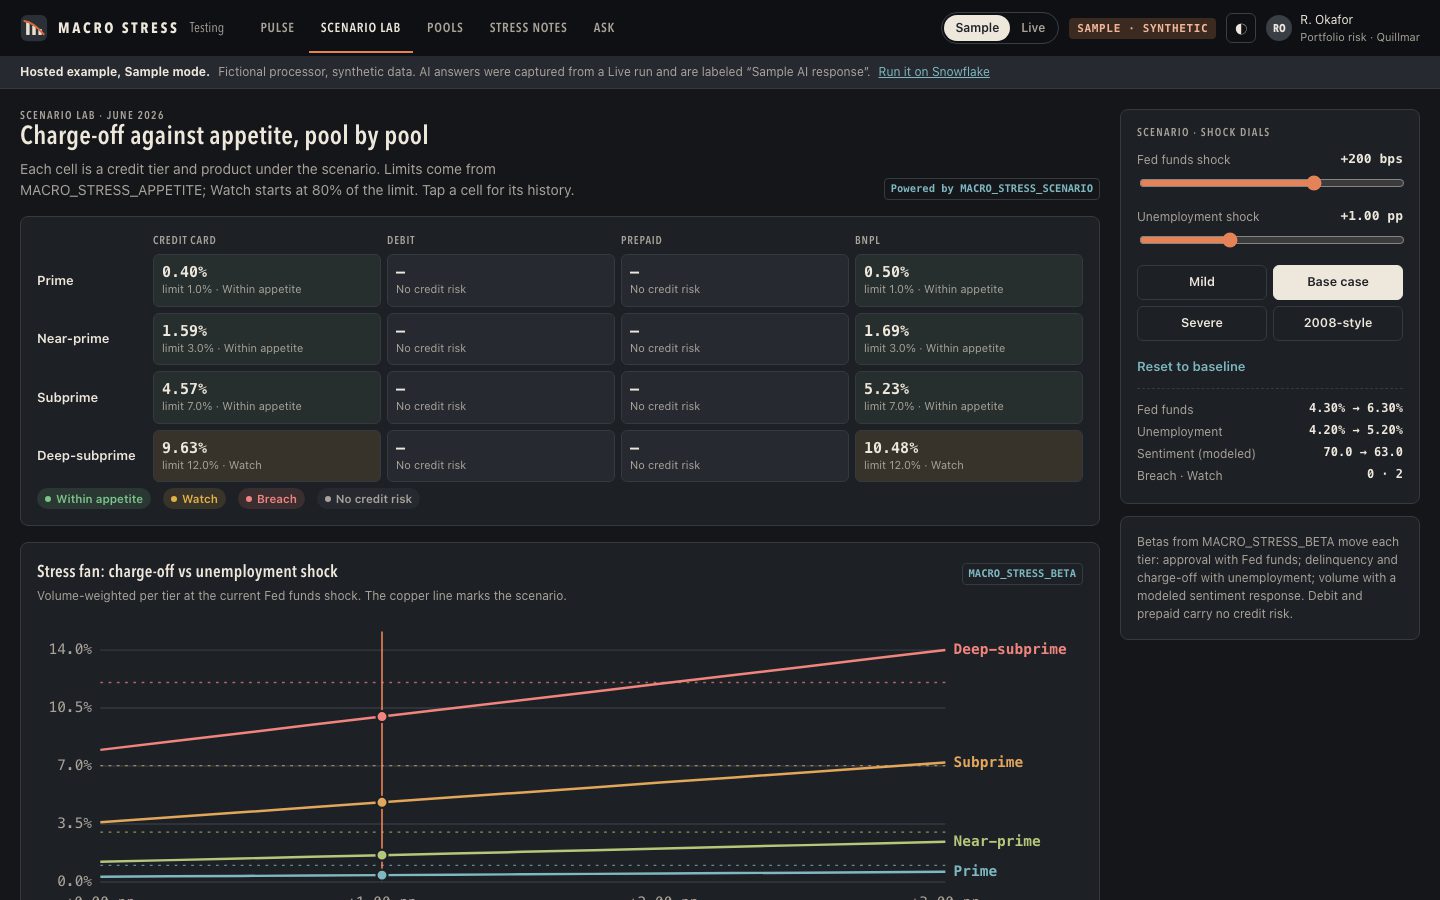 MACRO STRESS Testing PULSE SCENARIO LAB POOLS STRESS NOTES ASK Sample Live SAMPLE · SYNTHETIC RO R. Okafor
Portfolio risk · Quillmar
Hosted example, Sample mode. Fictional processor, synthetic data. AI answers were captured from a Live run and are labeled “Sample AI response”. Run it on Snowflake
SCENARIO LAB · JUNE 2026
Charge-off against appetite, pool by pool
Each cell is a credit tier and product under the scenario. Limits come from
MACRO_STRESS_APPETITE; Watch starts at 80% of the limit. Tap a cell for its history.
Powered by MACRO_STRESS_SCENARIO
CREDIT CARD DEBIT PREPAID BNPL
Prime
0.40%
limit 1.0% · Within appetite
—
No credit risk
—
No credit risk
0.50%
limit 1.0% · Within appetite
Near-prime
1.59%
limit 3.0% · Within appetite
—
No credit risk
—
No credit risk
1.69%
limit 3.0% · Within appetite
Subprime
4.57%
limit 7.0% · Within appetite
—
No credit risk
—
No credit risk
5.23%
limit 7.0% · Within appetite
Deep-subprime
9.63%
limit 12.0% · Watch
—
No credit risk
—
No credit risk
10.48%
limit 12.0% · Watch
Within appetite Watch Breach No credit risk
Stress fan: charge-off vs unemployment shock
MACRO_STRESS_BETA
Volume-weighted per tier at the current Fed funds shock. The copper line marks the scenario.
14.0%
10.5%
7.0%
3.5%
0.0%
Deep-subprime
Subprime
Near-prime
Prime
SCENARIO · SHOCK DIALS
Fed funds shock +200 bps
Unemployment shock +1.00 pp
Mild Base case
Severe 2008-style
Reset to baseline
Fed funds 4.30% → 6.30%
Unemployment 4.20% → 5.20%
Sentiment (modeled) 70.0 → 63.0
Breach · Watch 0 · 2
Betas from MACRO_STRESS_BETA move each
tier: approval with Fed funds; delinquency and
charge-off with unemployment; volume with a
modeled sentiment response. Debit and
prepaid carry no credit risk.